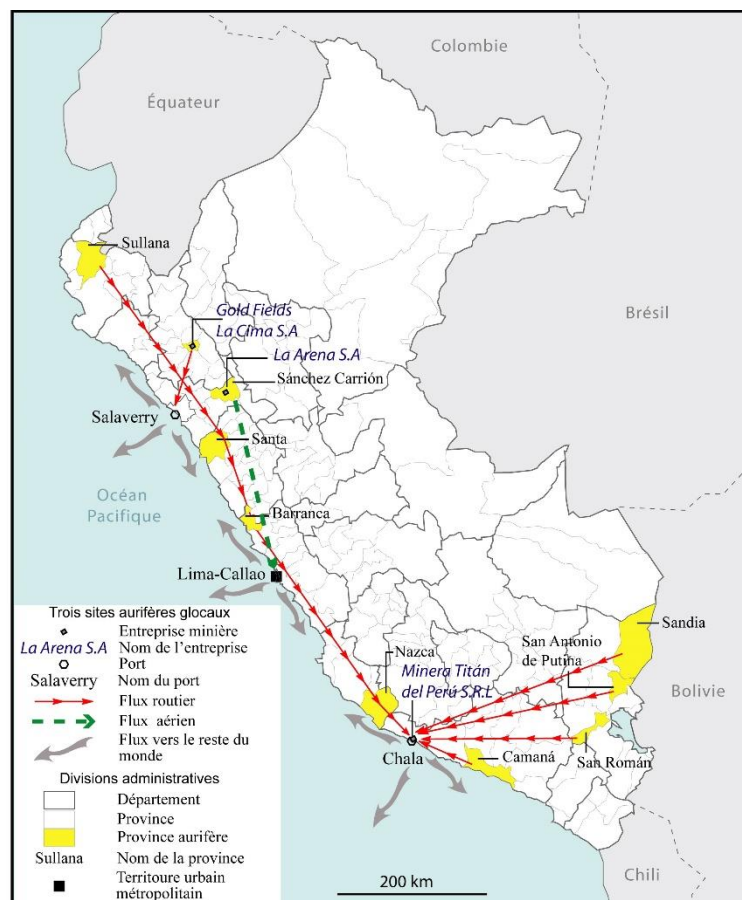 Colombie
Équateur
Sullana
Gold Fields
La Cima S.A
Brésil
La Arena S.A
Sánchez Carrión
Salaverry
Santa
Océan
Pacifique
Barranca
Lima-Callao
Sandia
San Antonio
de Putina
Nazca
Minera Titán
del Perú S.R.L
Bolivie
Chala
Camaná
San Román
Chili
Trois sites aurifères glocaux
Entreprise minière
La Arena S.A Nom de l’entreprise
Port
Salaverry Nom du port
Flux routier
Flux aérien
Flux vers le reste du
monde
Divisions administratives
Département
Province
Province aurifère
Sullana Nom de la province
Territoure urbain
métropolitain
200 km